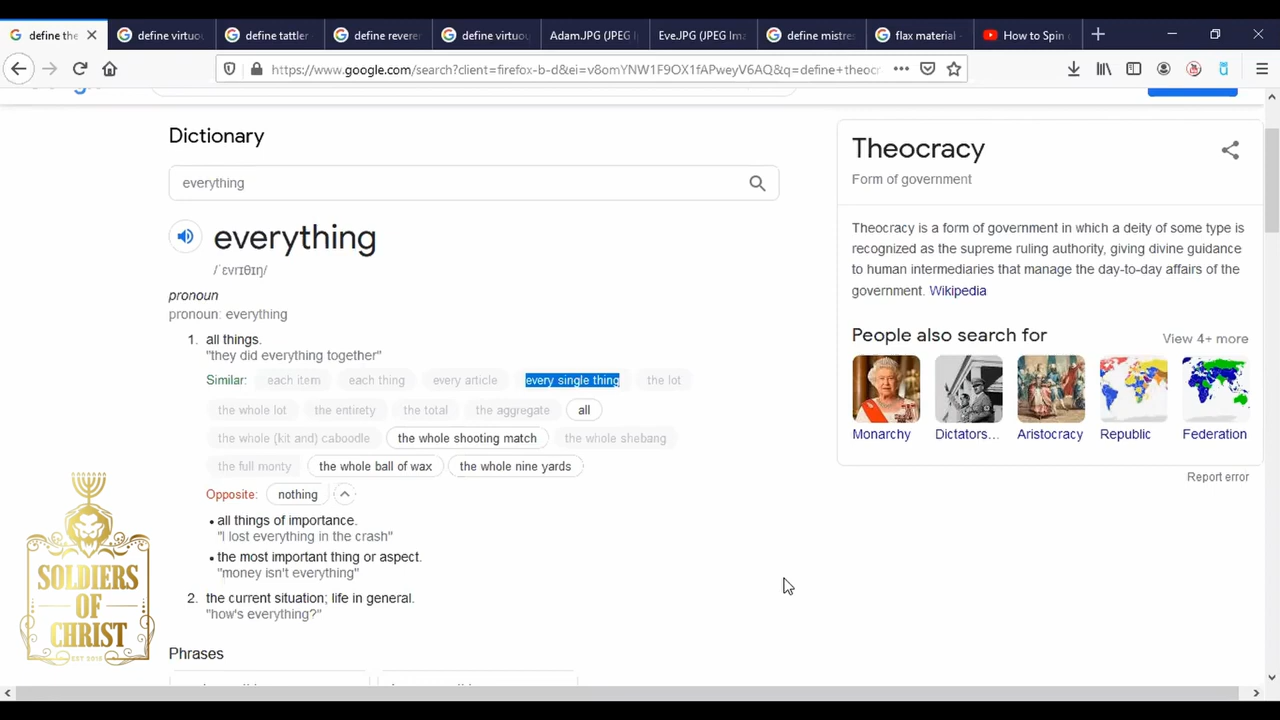 define the
define virtuou
define tattler
define reveren
define virtuou
Adam.JPG (JPEG I
Eve.JPG (JPEG Ima
define mistres
flax material -
How to Spin
https://www.google.com/search?client=firefox-b-d&ei=v8omYNW1F9OX1fAPweyV6AQ&q=define+theocr
Dictionary
everything
everything
/ˈɛvrɪθɪŋ/
pronoun
pronoun: everything
1. all things.
"they did everything together"
Similar: each item each thing every article every single thing the lot
the whole lot the entirety the total the aggregate all
the whole (kit and) caboodle the whole shooting match the whole shebang
the full monty the whole ball of wax the whole nine yards
Opposite: nothing
• all things of importance.
"I lost everything in the crash"
• the most important thing or aspect.
"money isn't everything"
2. the current situation; life in general.
"how's everything?"
Phrases
Theocracy
Form of government
Theocracy is a form of government in which a deity of some type is
recognized as the supreme ruling authority, giving divine guidance
to human intermediaries that manage the day-to-day affairs of the
government. Wikipedia
People also search for
View 4+ more
Monarchy
Dictators...
Aristocracy
Republic
Federation
Report error
SOLDIERS
OF
CHRIST